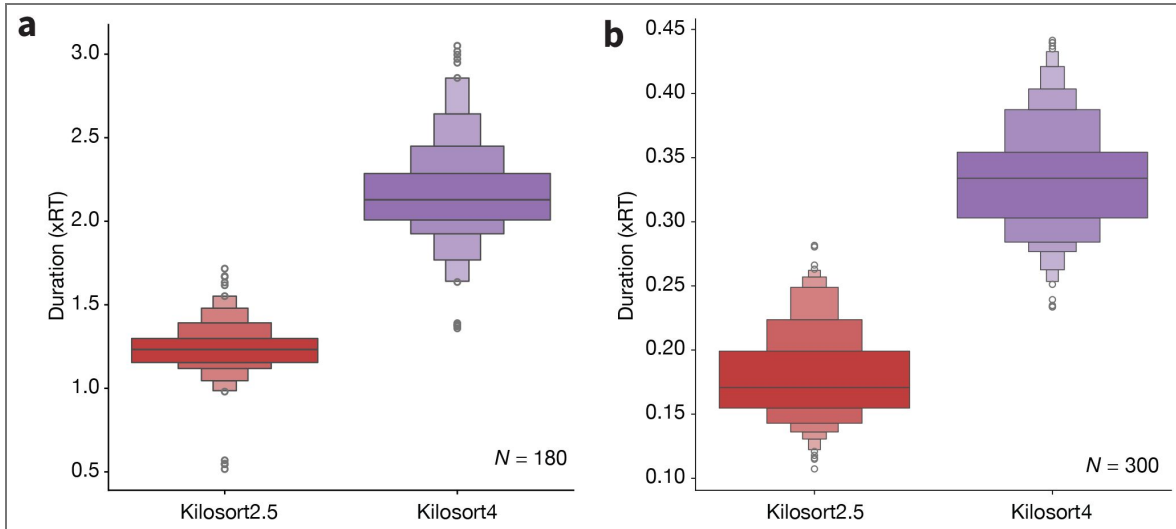 a
3.0
2.5
2.0
1.5
1.0
0.5
Duration (xRT)
N = 180
Kilosort2.5 Kilosort4
b
0.45
0.40
0.35
0.30
0.25
0.20
0.15
0.10
Duration (xRT)
N = 300
Kilosort2.5 Kilosort4